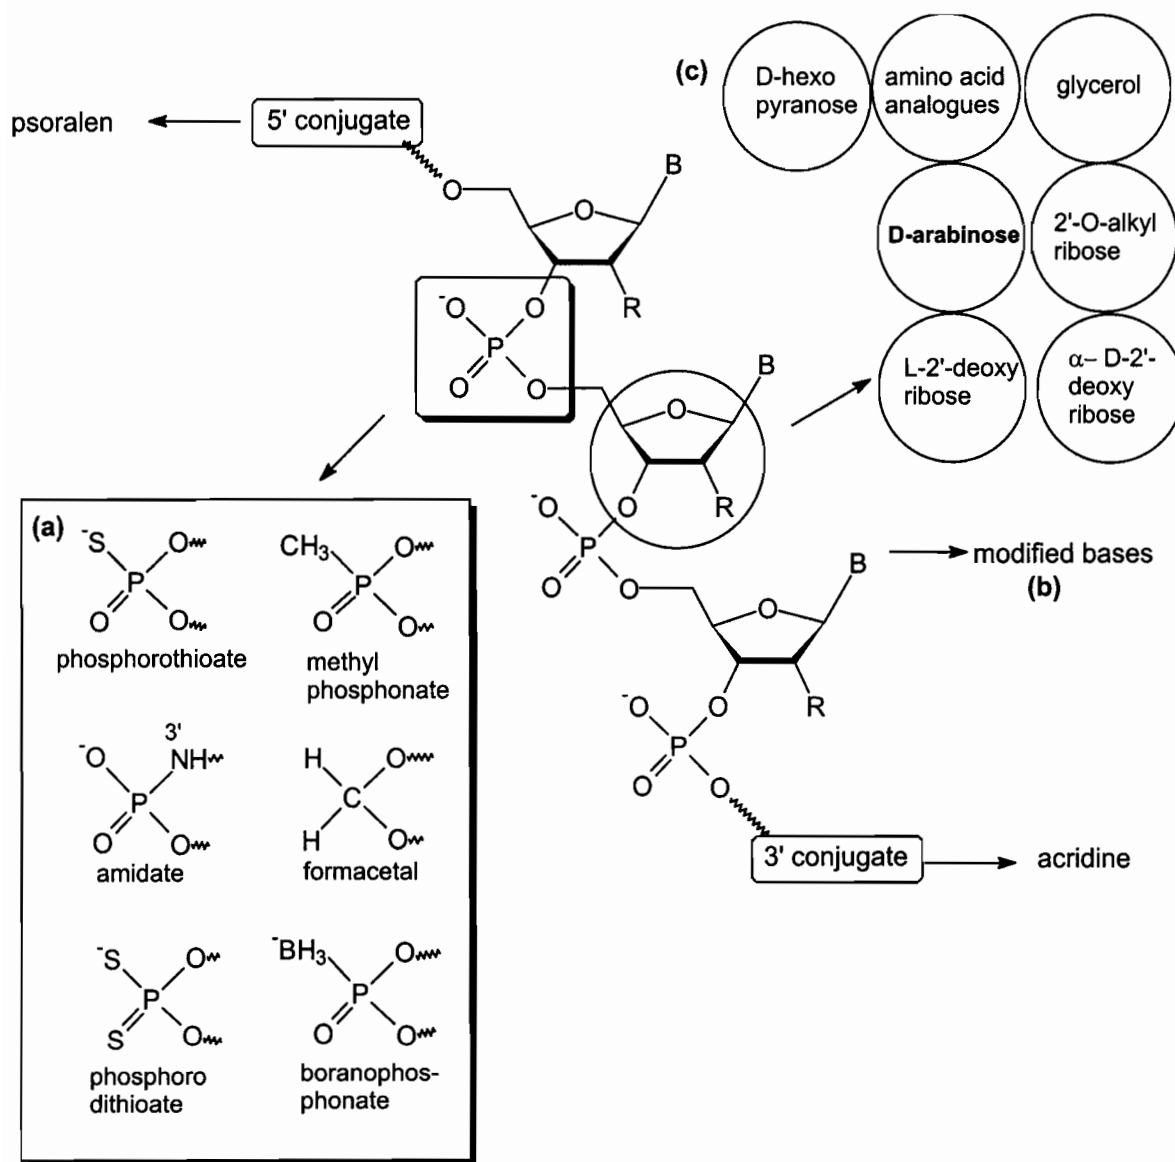 (c)
D-hexo
pyranose
amino acid
analogues
glycerol
psoralen
5' conjugate
B
O
O
D-arabinose
2'-O-alkyl
ribose
R
-O
O
P
O
O
B
L-2'-deoxy
ribose
α– D-2'-
deoxy
ribose
O
R
-O
O
P
O
O
B
modified bases
(b)
O
R
-O
O
P
O
O
3' conjugate
acridine
(a)
-S
O
P
O
O
phosphorothioate
CH3
O
P
O
O
methyl
phosphonate
3'
-O
NH
P
O
O
amidate
H
O
C
H
O
formacetal
-S
O
P
S
O
phosphoro
dithioate
-BH3
O
P
O
O
boranophos-
phonate